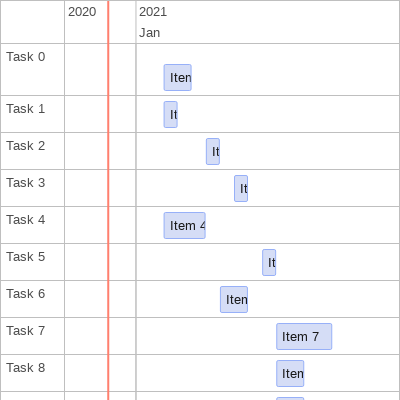 2020 2021
Jan
Task 0
Iten
Task 1 It
Task 2 It
Task 3 It
Task 4 Item 4
Task 5 It
Task 6 Iten
Task 7 Item 7
Task 8 Iten